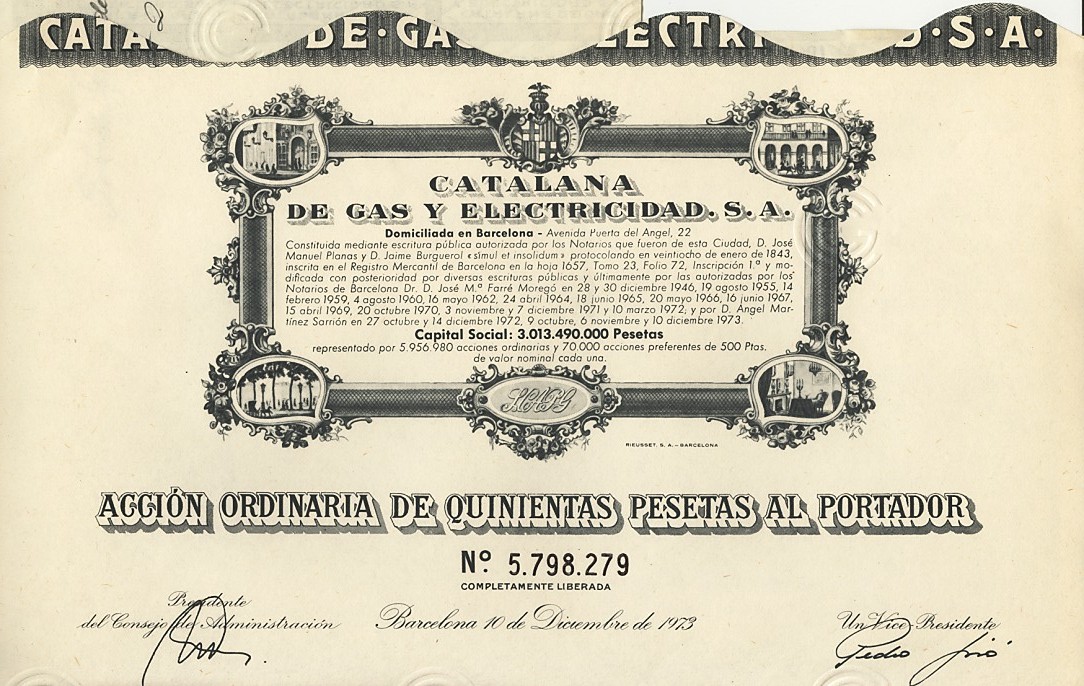 CATA DE·GAS ECTRI D·S·A·
CATALANA
DE GAS Y ELECTRICIDAD. S. A.
Domiciliada en Barcelona - Avenida Puerta del Angel, 22
Constituida mediante escritura pública autorizada por los Notarios que fueron de esta Ciudad, D. José
Manuel Planas y D. Jaime Burguerol «simul et insolidum» protocolando en veintiocho de enero de 1843,
inscrita en el Registro Mercantil de Barcelona en la hoja 1657, Tomo 23, Folio 72, Inscripción 1.ª y mo-
dificada con posterioridad por diversas escrituras públicas y últimamente por las autorizadas por los
Notarios de Barcelona Dr. D. José M.ª Farré Moregó en 28 y 30 diciembre 1946, 19 agosto 1955, 14
febrero 1959, 4 agosto 1960, 16 mayo 1962, 24 abril 1964, 18 junio 1965, 20 mayo 1966, 16 junio 1967,
15 abril 1969, 20 octubre 1970, 3 noviembre y 7 diciembre 1971 y 10 marzo 1972, y por D. Angel Mar-
tínez Sarrión en 27 octubre y 14 diciembre 1972, 9 octubre, 6 noviembre y 10 diciembre 1973.
Capital Social: 3.013.490.000 Pesetas
representado por 5.956.980 acciones ordinarias y 70.000 acciones preferentes de 500 Ptas.
de valor nominal cada una.
RIEUSSET, S. A. - BARCELONA
ACCIÓN ORDINARIA DE QUINIENTAS PESETAS AL PORTADOR
Nº 5.798.279
COMPLETAMENTE LIBERADA
Presidente
del Consejo de Administración
Barcelona 10 de Diciembre de 1973
Un Vice-Presidente
Pedro